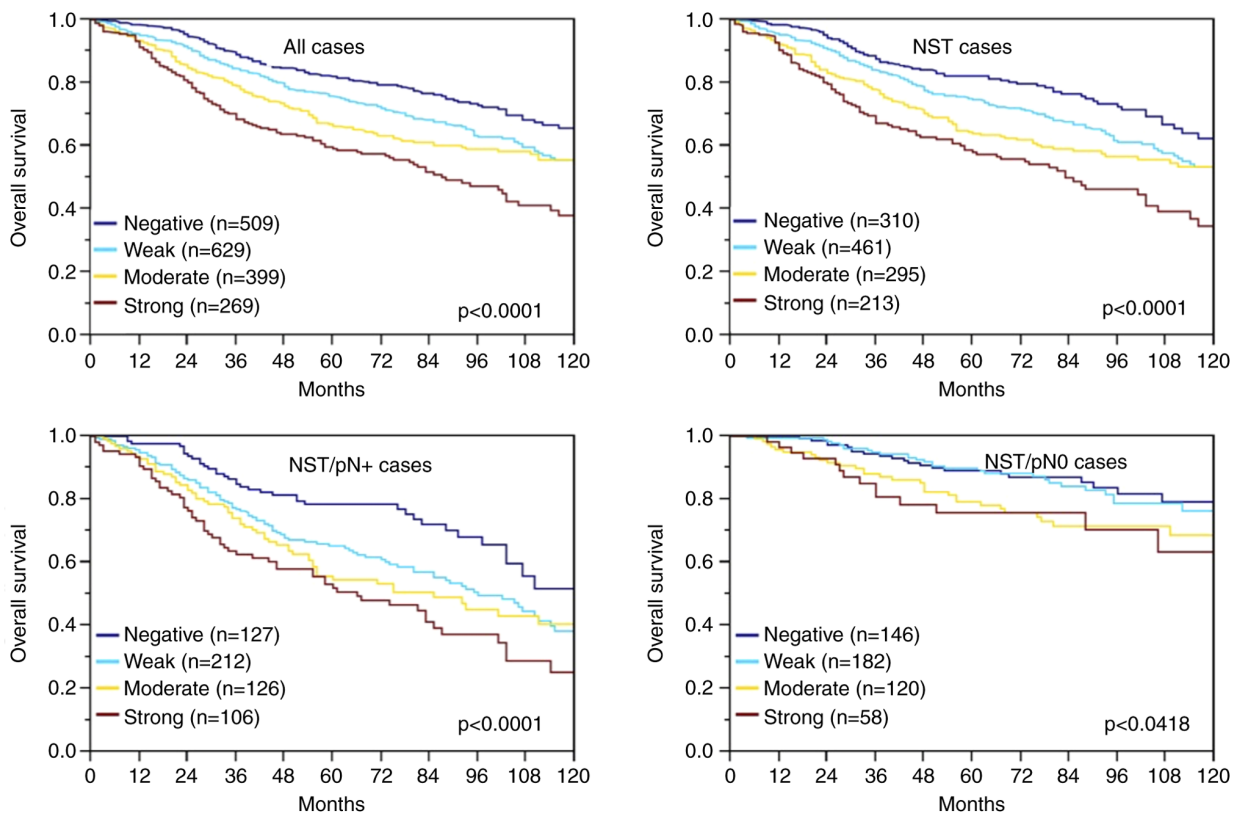 1.0
0.8
0.6
0.4
0.2
0.0
Overall survival
All cases
Negative (n=509)
Weak (n=629)
Moderate (n=399)
Strong (n=269)
p<0.0001
0 12 24 36 48 60 72 84 96 108 120
Months
1.0
0.8
0.6
0.4
0.2
0.0
Overall survival
NST cases
Negative (n=310)
Weak (n=461)
Moderate (n=295)
Strong (n=213)
p<0.0001
0 12 24 36 48 60 72 84 96 108 120
Months
1.0
0.8
0.6
0.4
0.2
0.0
Overall survival
NST/pN+ cases
Negative (n=127)
Weak (n=212)
Moderate (n=126)
Strong (n=106)
p<0.0001
0 12 24 36 48 60 72 84 96 108 120
Months
1.0
0.8
0.6
0.4
0.2
0.0
Overall survival
NST/pN0 cases
Negative (n=146)
Weak (n=182)
Moderate (n=120)
Strong (n=58)
p<0.0418
0 12 24 36 48 60 72 84 96 108 120
Months